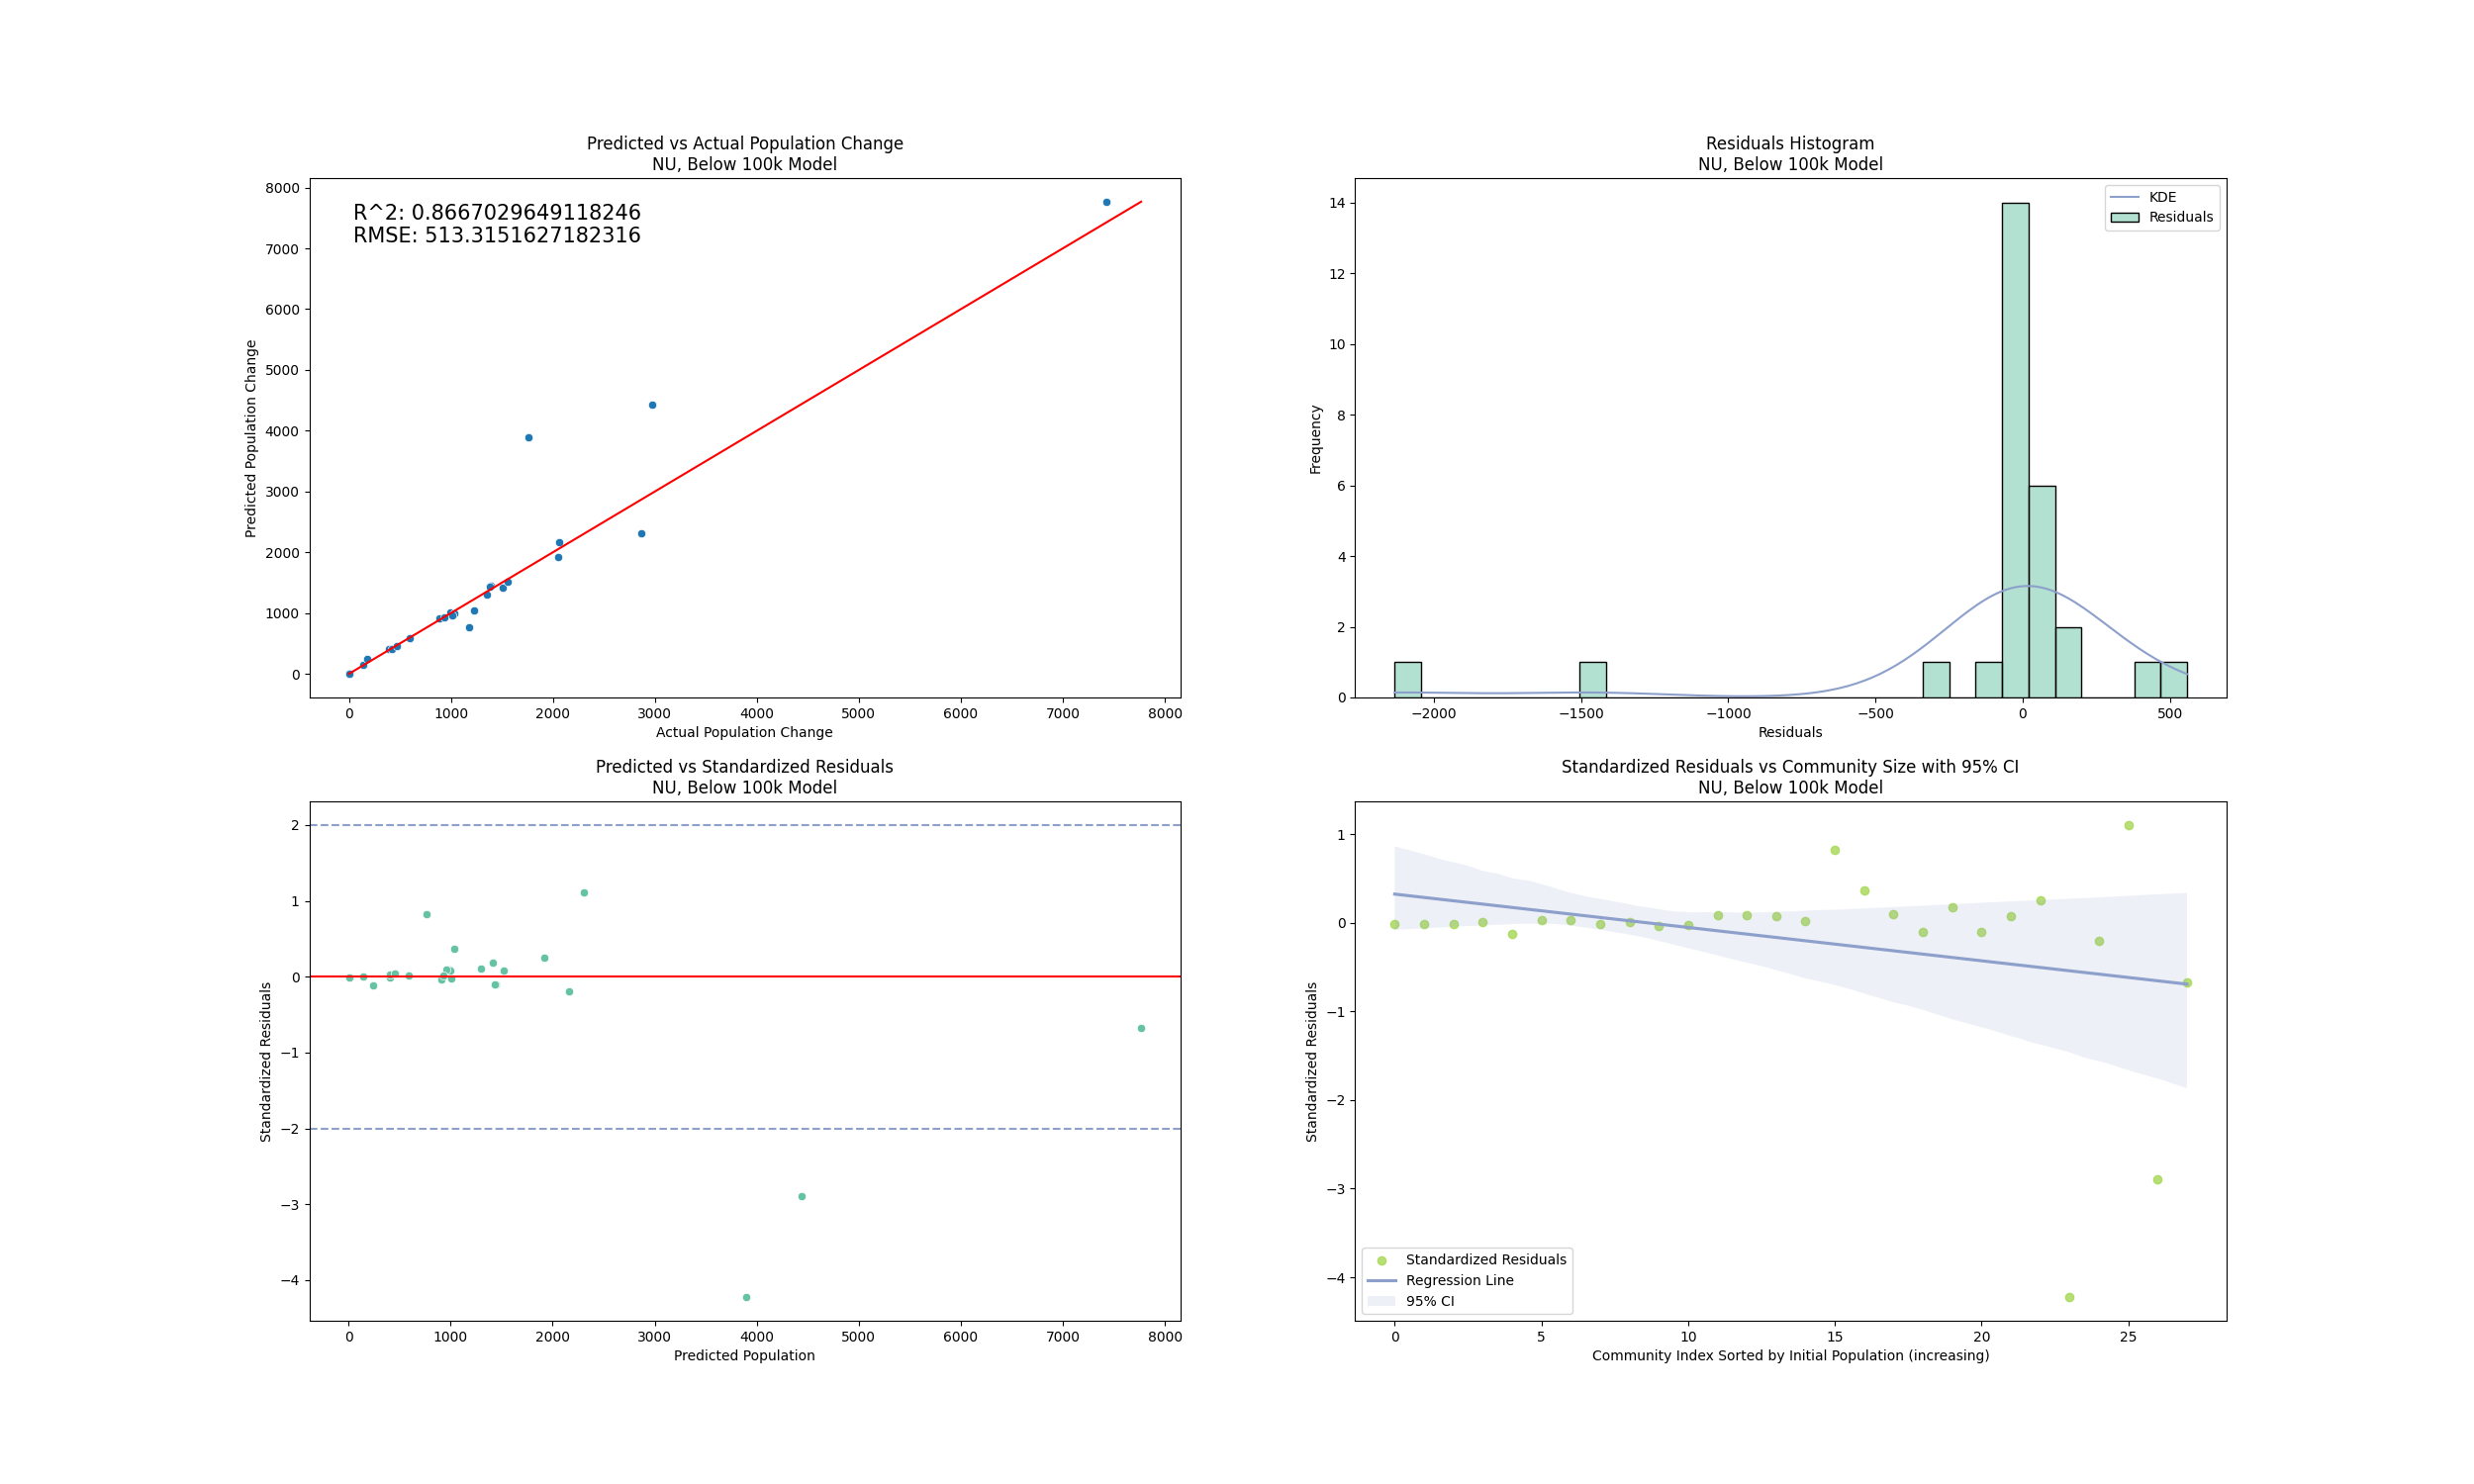 Predicted vs Actual Population Change
NU, Below 100k Model
R^2: 0.8667029649118246
RMSE: 513.3151627182316
8000
7000
6000
5000
4000
3000
2000
1000
0
Predicted Population Change
0 1000 2000 3000 4000 5000 6000 7000 8000
Actual Population Change
Residuals Histogram
NU, Below 100k Model
KDE
Residuals
14
12
10
8
6
4
2
0
Frequency
−2000 −1500 −1000 −500 0 500
Residuals
Predicted vs Standardized Residuals
NU, Below 100k Model
2
1
0
−1
−2
−3
−4
Standardized Residuals
0 1000 2000 3000 4000 5000 6000 7000 8000
Predicted Population
Standardized Residuals vs Community Size with 95% CI
NU, Below 100k Model
1
0
−1
−2
−3
−4
Standardized Residuals
Standardized Residuals
Regression Line
95% CI
0 5 10 15 20 25
Community Index Sorted by Initial Population (increasing)